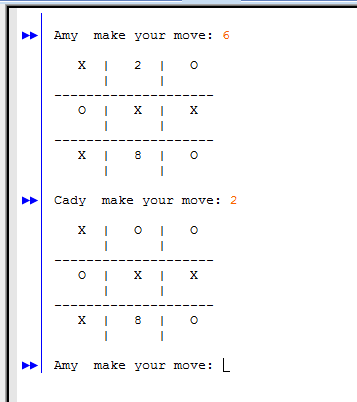 Amy  make your move: 6
X | 2 | O
| |
--------------------
O | X | X
| |
--------------------
X | 8 | O
| |
Cady  make your move: 2
X | O | O
| |
--------------------
O | X | X
| |
--------------------
X | 8 | O
| |
Amy  make your move: